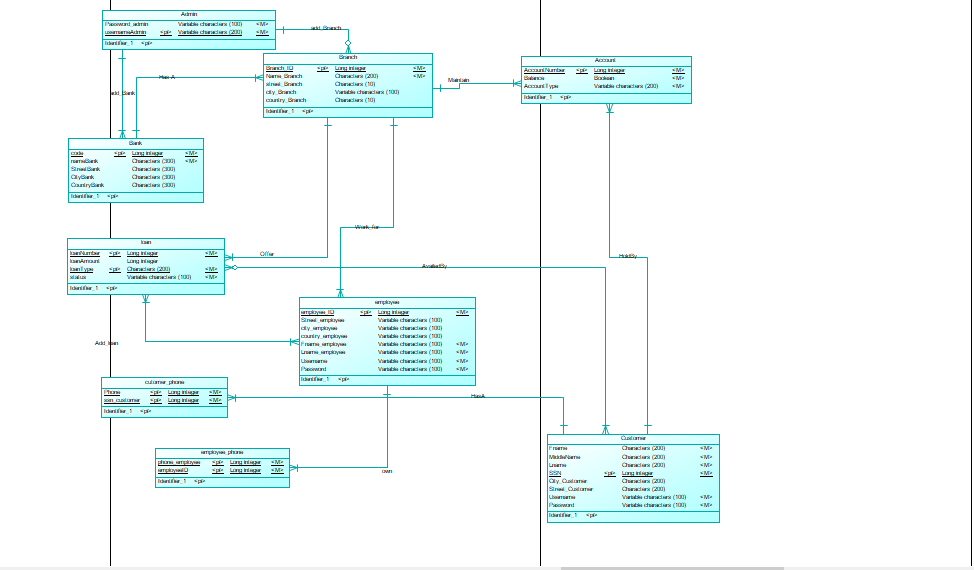 Admin
Password_admin Variable characters (100) <M>
usernameAdmin <pi> Variable characters (200) <M>
Identifier_1 <pi>
add_Branch
Branch
Branch_ID <pi> Long integer <M>
Name_Branch Characters (200) <M>
street_Branch Characters (10)
city_Branch Variable characters (100)
country_Branch Characters (10)
Identifier_1 <pi>
Maintain
Account
AccountNumber <pi> Long integer <M>
Balance Boolean <M>
AccountType Variable characters (200) <M>
Identifier_1 <pi>
Has A
add_Bank
Bank
code <pi> Long integer <M>
nameBank Characters (300) <M>
StreetBank Characters (300)
CityBank Characters (300)
CountryBank Characters (300)
Identifier_1 <pi>
Work_for
loan
loanNumber <pi> Long integer <M>
loanAmount Long integer
loanType <pi> Characters (200) <M>
status Variable characters (100) <M>
Identifier_1 <pi>
Offer
AvailedBy
HoldBy
employee
employee_ID <pi> Long integer <M>
Street_employee Variable characters (100)
city_employee Variable characters (100)
country_employee Variable characters (100)
Fname_employee Variable characters (100) <M>
Lname_employee Variable characters (100) <M>
Username Variable characters (100) <M>
Password Variable characters (100) <M>
Identifier_1 <pi>
Add_loan
cutomer_phone
Phone <pi> Long integer <M>
ssn_customer <pi> Long integer <M>
Identifier_1 <pi>
HasA
employee_phone
phone_employee <pi> Long integer <M>
employeeID <pi> Long integer <M>
Identifier_1 <pi>
own
Customer
Fname Characters (200) <M>
MiddleName Characters (200) <M>
Lname Characters (200) <M>
SSN <pi> Long integer <M>
City_Customer Characters (200)
Street_Customer Characters (200)
Username Variable characters (100) <M>
Password Variable characters (100) <M>
Identifier_1 <pi>